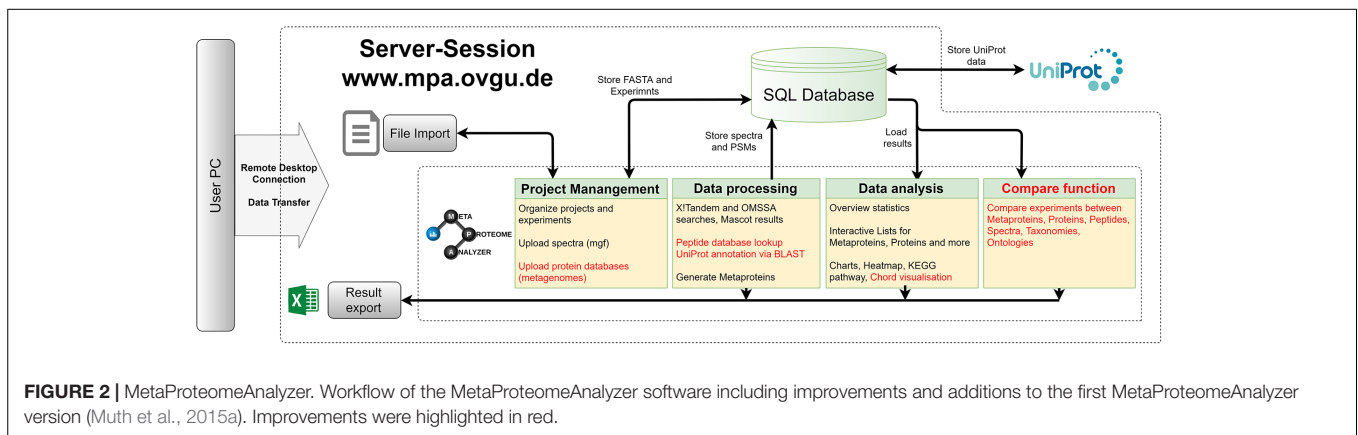 Server-Session
www.mpa.ovgu.de
User PC
Remote Desktop
Connection
Data Transfer
File Import
Store FASTA and
Experimnts
SQL Database
Store UniProt
data
UniProt
Store spectra
and PSMs
Load
results
META
PROTEOME
ANALYZER
Project Manangement
Organize projects and
experiments
Upload spectra (mgf)
Upload protein databases
(metagenomes)
Data processing
X!Tandem and OMSSA
searches, Mascot results
Peptide database lookup
UniProt annotation via BLAST
Generate Metaproteins
Data analysis
Overview statistics
Interactive Lists for
Metaproteins, Proteins and more
Charts, Heatmap, KEGG
pathway, Chord visualisation
Compare function
Compare experiments between
Metaproteins, Proteins, Peptides,
Spectra, Taxonomies,
Ontologies
X
Result
export
FIGURE 2 | MetaProteomeAnalyzer. Workflow of the MetaProteomeAnalyzer software including improvements and additions to the first MetaProteomeAnalyzer
version (Muth et al., 2015a). Improvements were highlighted in red.